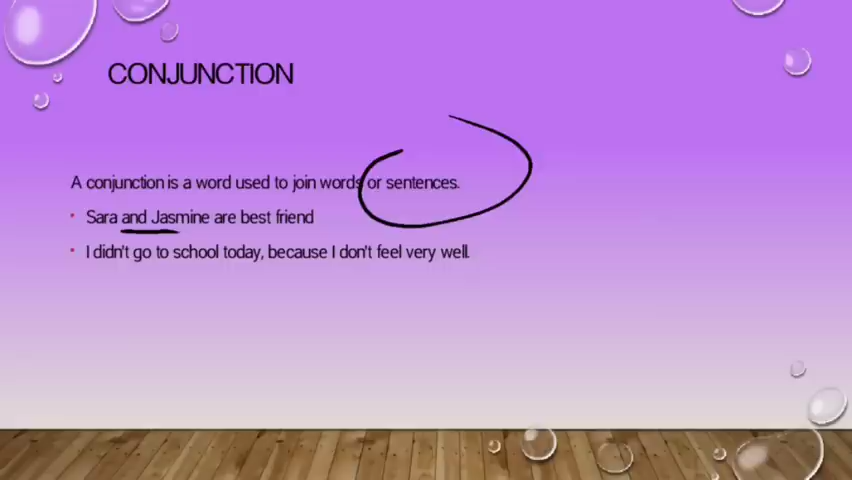 CONJUNCTION
A conjunction is a word used to join words or sentences.
• Sara and Jasmine are best friend
• I didn't go to school today, because I don't feel very well.